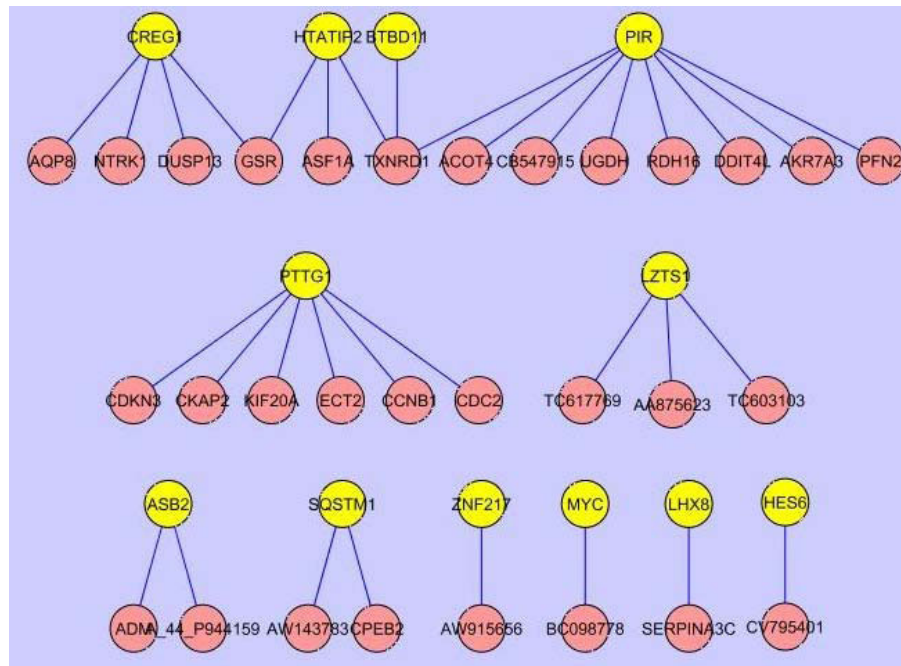 CREG1 HTATIP2 BTBD11 PIR
AQP8 NTRK1 DUSP13 GSR ASF1A TXNRD1 ACOT4 CB547915 UGDH RDH16 DDIT4L AKR7A3 PFN2
PTTG1 LZTS1
CDKN3 CKAP2 KIF20A ECT2 CCNB1 CDC2 TC617769 AA875623 TC603103
ASB2 SQSTM1 ZNF217 MYC LHX8 HES6
ADM A_44_P944159 AW143783 CPEB2 AW915656 BC098778 SERPINA3C CV795401